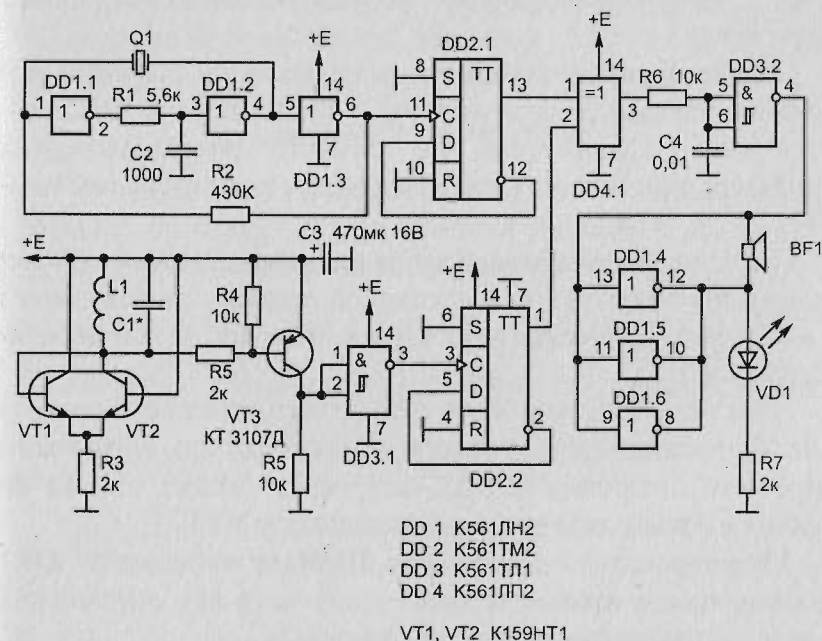 +E
+E
Q1
DD2.1
14
R6
10к
DD3.2
DD1.1
R1
5,6к
DD1.2
14
8
S
TT
13
1
=1
3
5
&
4
1
1
2
3
1
4
5
1
6
11
C
2
6
9
D
C2
1000
7
DD1.3
10
R
12
7
DD4.1
C4
0,01
R2
430K
+E
C3
470мк 16В
BF1
L1
C1*
R4
10к
+E
+E
7
14
DD1.4
13
1
12
6
S
TT
1
14
DD1.5
11
1
10
R5
2к
1
&
3
3
C
2
5
D
DD1.6
9
1
8
VD1
VT1
VT2
VT3
КТ 3107Д
7
DD3.1
4
R
2
R3
2к
R5
10к
DD2.2
R7
2к
DD 1 К561ЛН2
DD 2 К561ТМ2
DD 3 К561ТЛ1
DD 4 К561ЛП2
VT1, VT2 К159НТ1